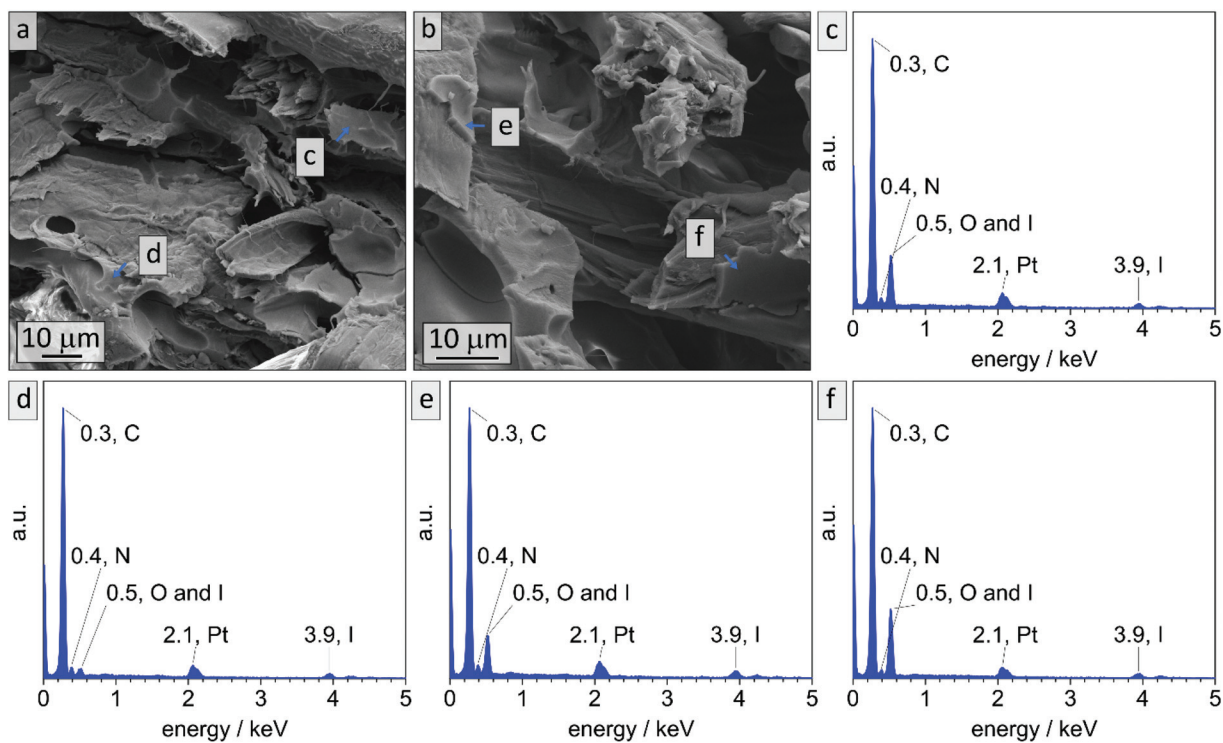 a
c
d
10 μm
b
e
f
10 μm
c
0.3, C
0.4, N
0.5, O and I
2.1, Pt
3.9, I
a.u.
0 1 2 3 4 5
energy / keV
d
0.3, C
0.4, N
0.5, O and I
2.1, Pt
3.9, I
a.u.
0 1 2 3 4 5
energy / keV
e
0.3, C
0.4, N
0.5, O and I
2.1, Pt
3.9, I
a.u.
0 1 2 3 4 5
energy / keV
f
0.3, C
0.4, N
0.5, O and I
2.1, Pt
3.9, I
a.u.
0 1 2 3 4 5
energy / keV